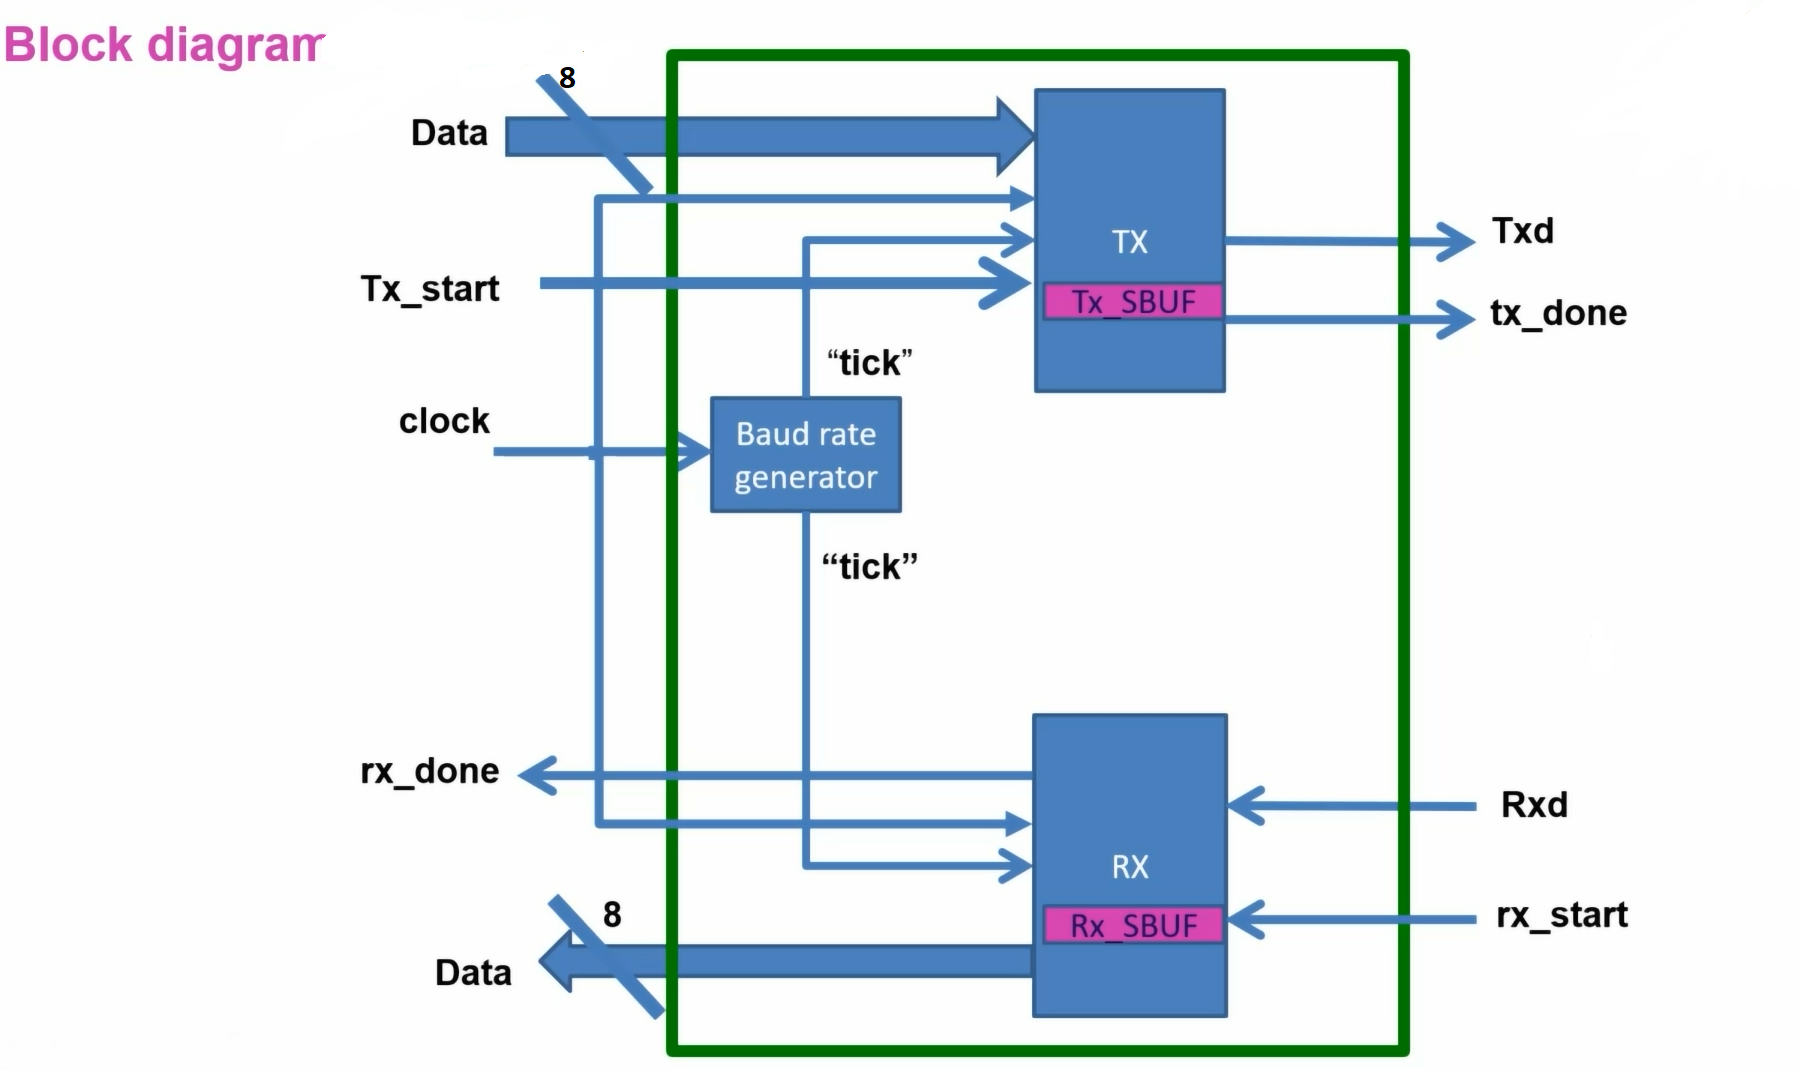 Block diagram
8
Data
TX
Txd
Tx_start
Tx_SBUF
tx_done
“tick”
clock
Baud rate
generator
“tick”
rx_done
Rxd
RX
8
Rx_SBUF
rx_start
Data